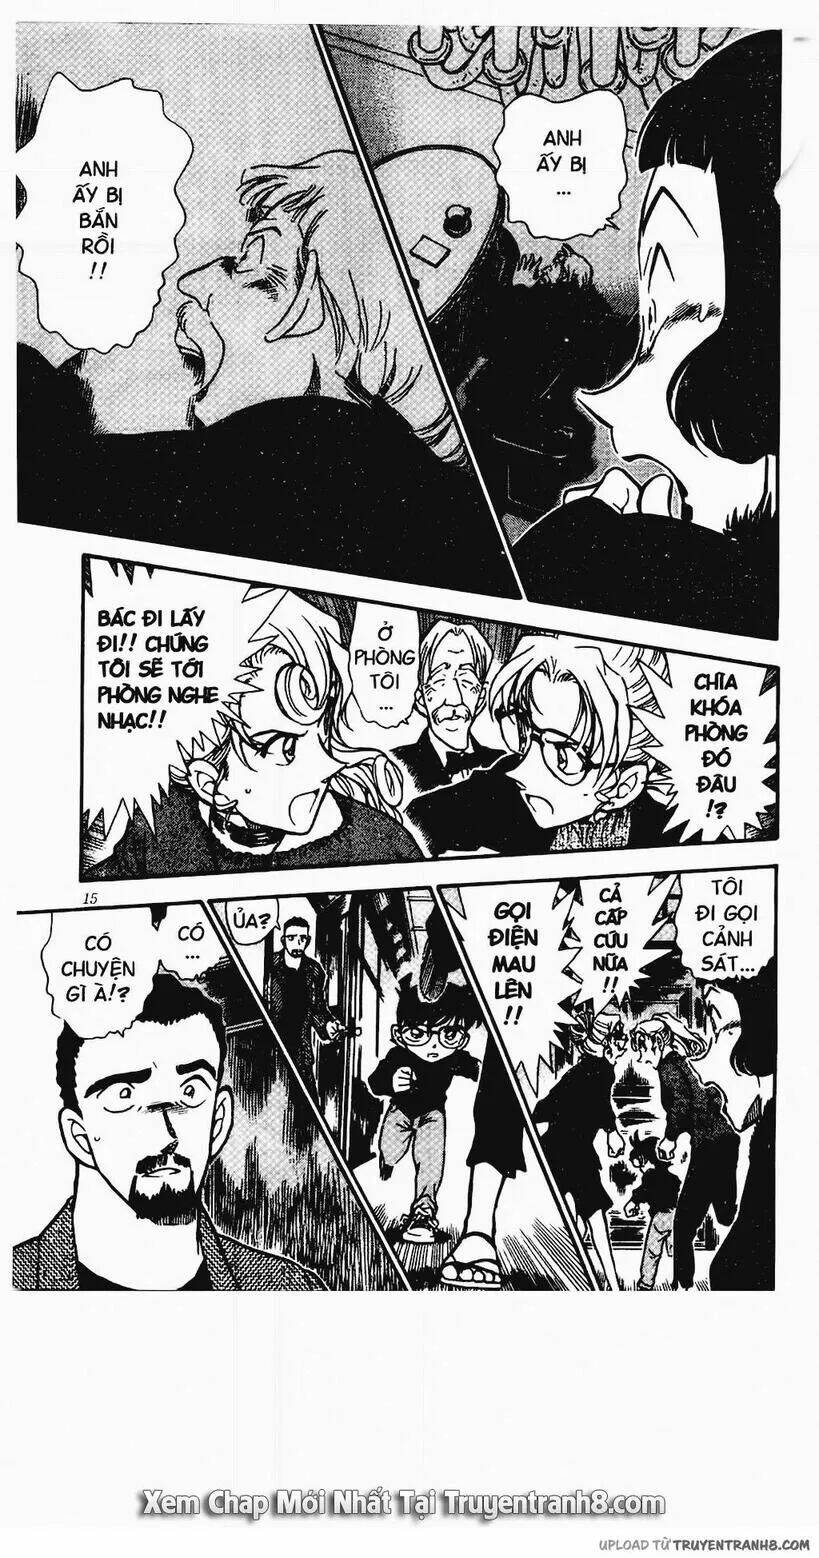 ANH
ẤY BỊ
...
ANH
ẤY BỊ
BẮN
RỒI
!!
CHÌA
KHÓA
PHÒNG
ĐÓ
ĐÂU
!?
Ở
PHÒNG
TÔI
...
BÁC ĐI LẤY
ĐI!! CHÚNG
TÔI SẼ TỚI
PHÒNG NGHE
NHẠC!!
15
TÔI
ĐI GỌI
CẢNH
SÁT...
CẢ
CẤP
CỨU
NỮA
!!
GỌI
ĐIỆN
MAU
LÊN
!!
ỦA?
CÓ
...
CÓ
CHUYỆN
GÌ À!?
Xem Chap Mới Nhất Tại Truyentranh8.com
UPLOAD TỪ TRUYENTRANH8.COM